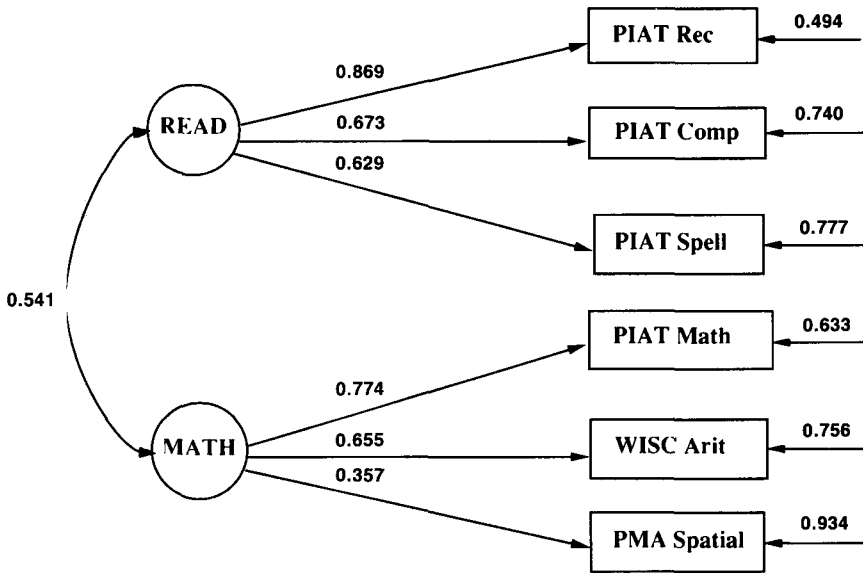 PIAT Rec
0.494
0.869
READ
0.673
PIAT Comp
0.740
0.629
PIAT Spell
0.777
0.541
PIAT Math
0.633
0.774
MATH
0.655
WISC Arit
0.756
0.357
PMA Spatial
0.934